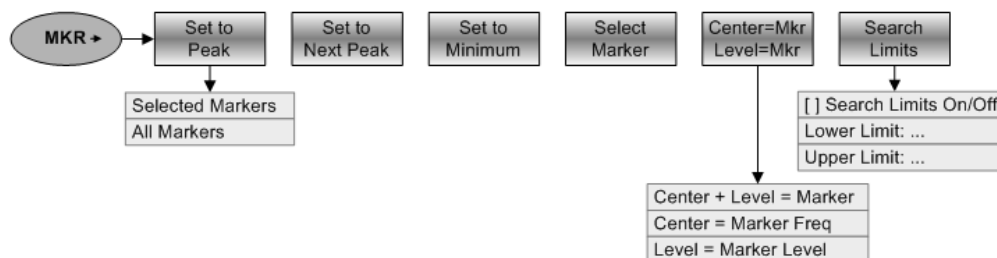 MKR
Set to
Peak
Set to
Next Peak
Set to
Minimum
Select
Marker
Center=Mkr
Level=Mkr
Search
Limits
Selected Markers
All Markers
[ ] Search Limits On/Off
Lower Limit: ...
Upper Limit: ...
Center + Level = Marker
Center = Marker Freq
Level = Marker Level